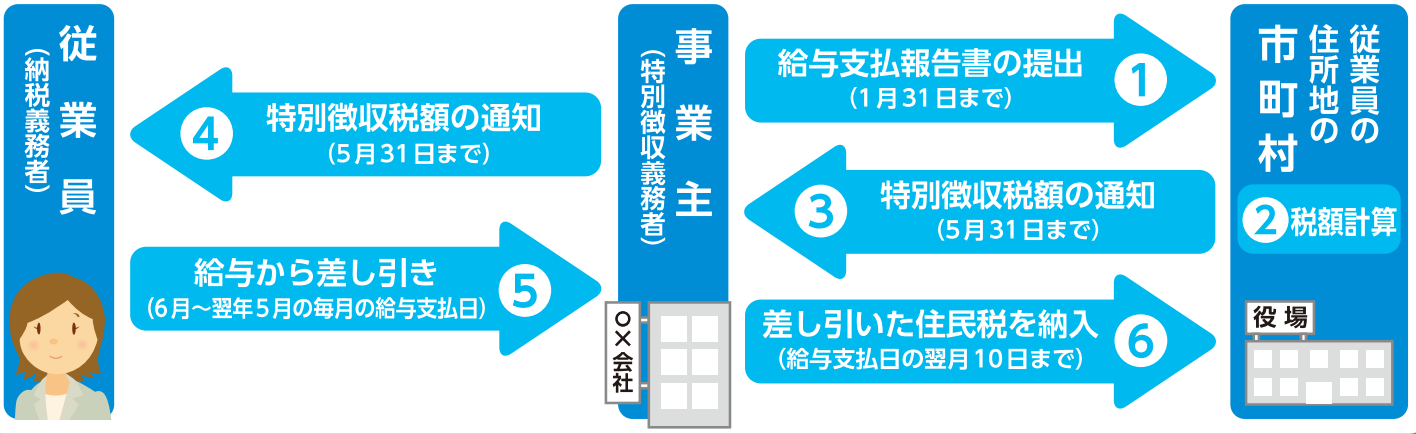 従業員
(納税義務者)
④
特別徴収税額の通知
(5月31日まで)
給与から差し引き
(6月～翌年5月の毎月の給与支払日)
⑤
事業主
(特別徴収義務者)
○×会社
給与支払報告書の提出
(1月31日まで)
①
③
特別徴収税額の通知
(5月31日まで)
差し引いた住民税を納入
(給与支払日の翌月10日まで)
⑥
従業員の
住所地の
市町村
②税額計算
役場